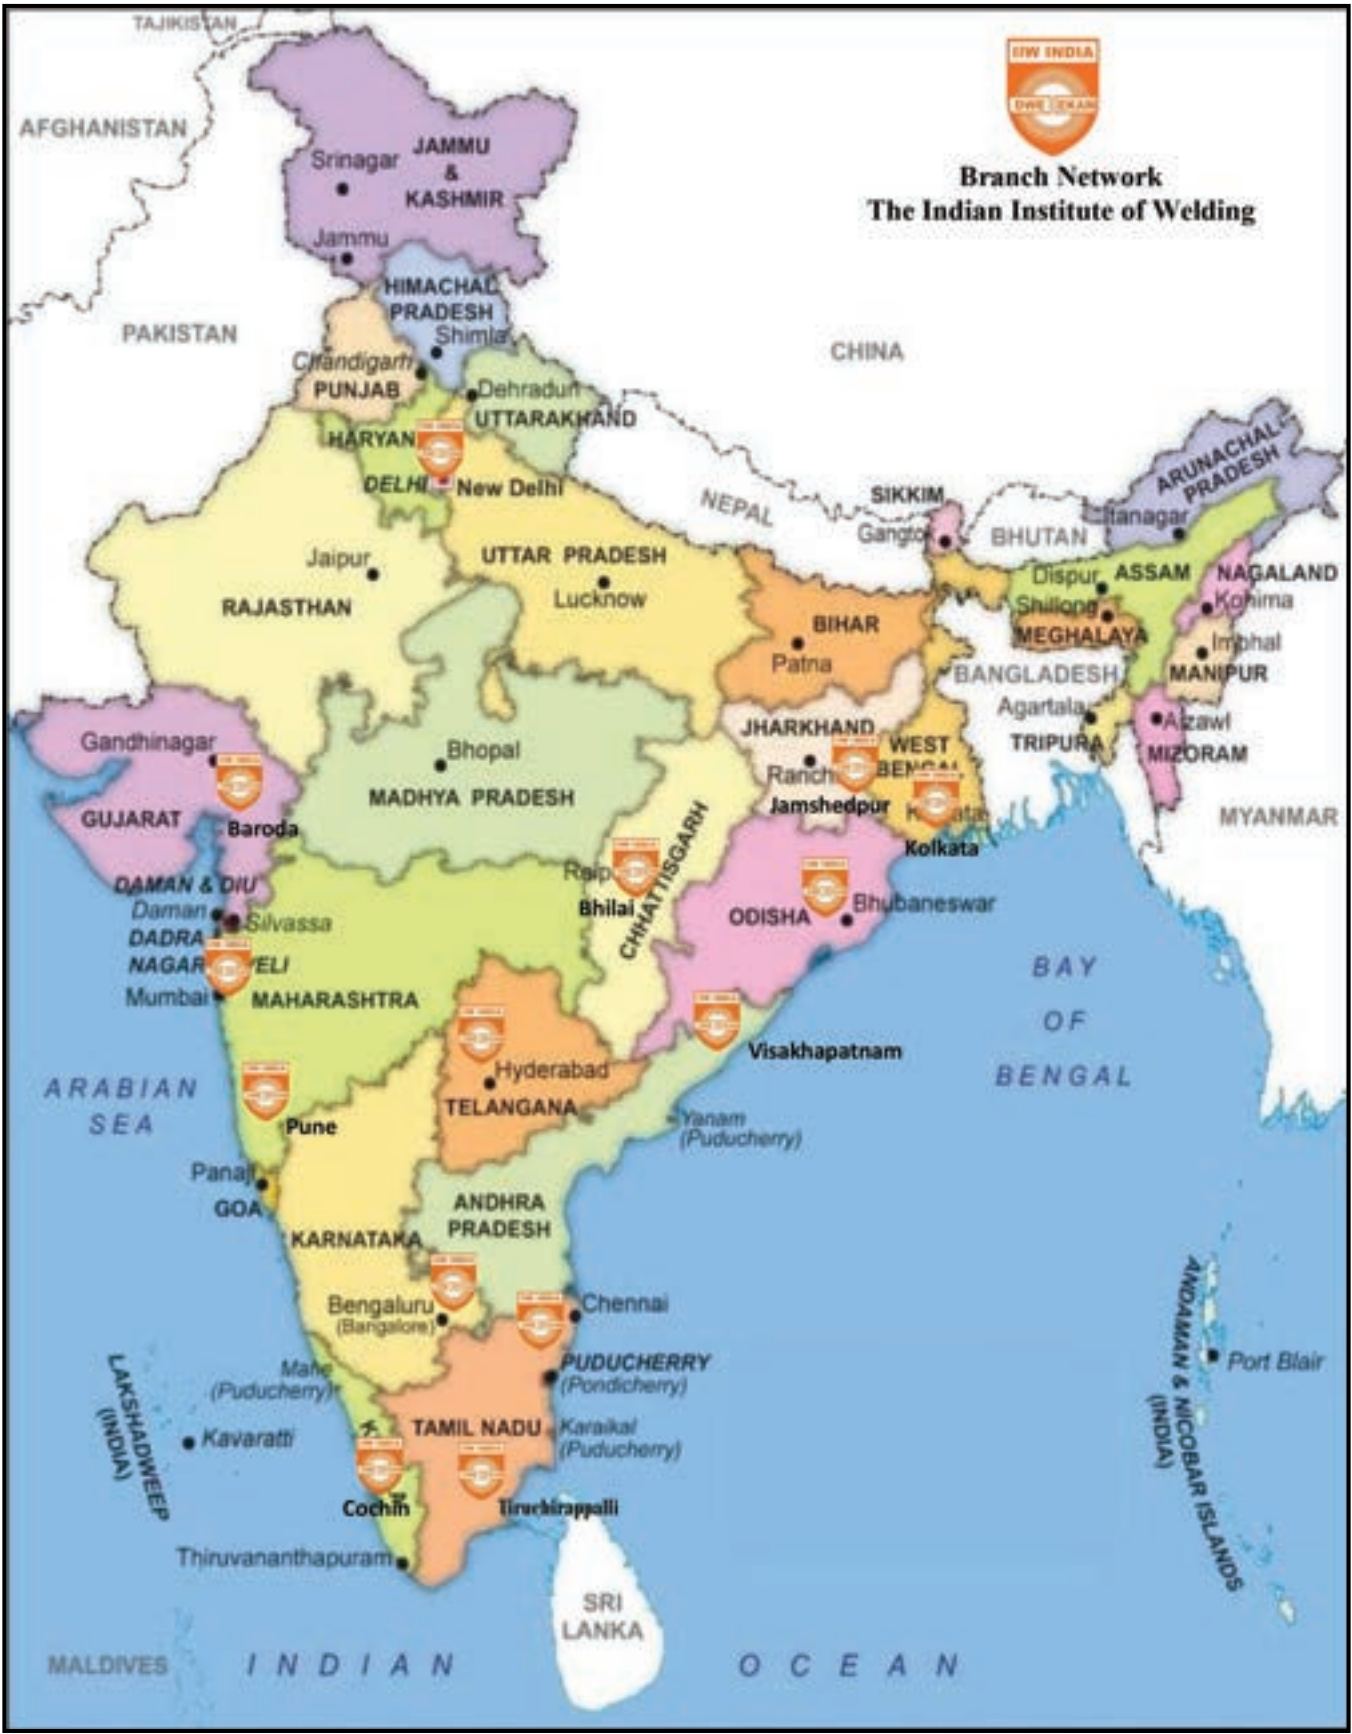 TAJIKISTAN
IIW INDIA
AFGHANISTAN
Branch Network
The Indian Institute of Welding
JAMMU
&
KASHMIR
Srinagar
Jammu
HIMACHAL
PRADESH
Shimla
PAKISTAN
CHINA
Chandigarh
PUNJAB
Dehradun
UTTARAKHAND
HARYAN
DELHI
New Delhi
NEPAL
SIKKIM
Gangtok
BHUTAN
ARUNACHAL
PRADESH
Itanagar
Jaipur
RAJASTHAN
UTTAR PRADESH
Lucknow
BIHAR
Patna
Dispur
ASSAM
NAGALAND
Kohima
Shillong
MEGHALAYA
Imphal
MANIPUR
BANGLADESH
Agartala
TRIPURA
Aizawl
MIZORAM
MYANMAR
Gandhinagar
GUJARAT
Baroda
Bhopal
MADHYA PRADESH
JHARKHAND
Ranch
Jamshedpur
WEST
BENGAL
Kolkata
Raip
Bhilai
CHHATTISGARH
ODISHA
Bhubaneswar
DAMAN & DIU
Daman
Silvassa
DADRA
NAGAR
VELI
Mumbai
MAHARASHTRA
BAY
OF
BENGAL
Visakhapatnam
Hyderabad
TELANGANA
ARABIAN
SEA
Pune
Yanam
(Puducherry)
Panaji
GOA
KARNATAKA
ANDHRA
PRADESH
Bengaluru
(Bangalore)
Chennai
Mahe
(Puducherry)
PUDUCHERRY
(Pondicherry)
TAMIL NADU
Karaikal
(Puducherry)
LAKSHADWEEP
(INDIA)
Kavaratti
ANDAMAN & NICOBAR ISLANDS
(INDIA)
Port Blair
Cochin
Tiruchirappalli
Thiruvananthapuram
SRI
LANKA
MALDIVES
INDIAN OCEAN